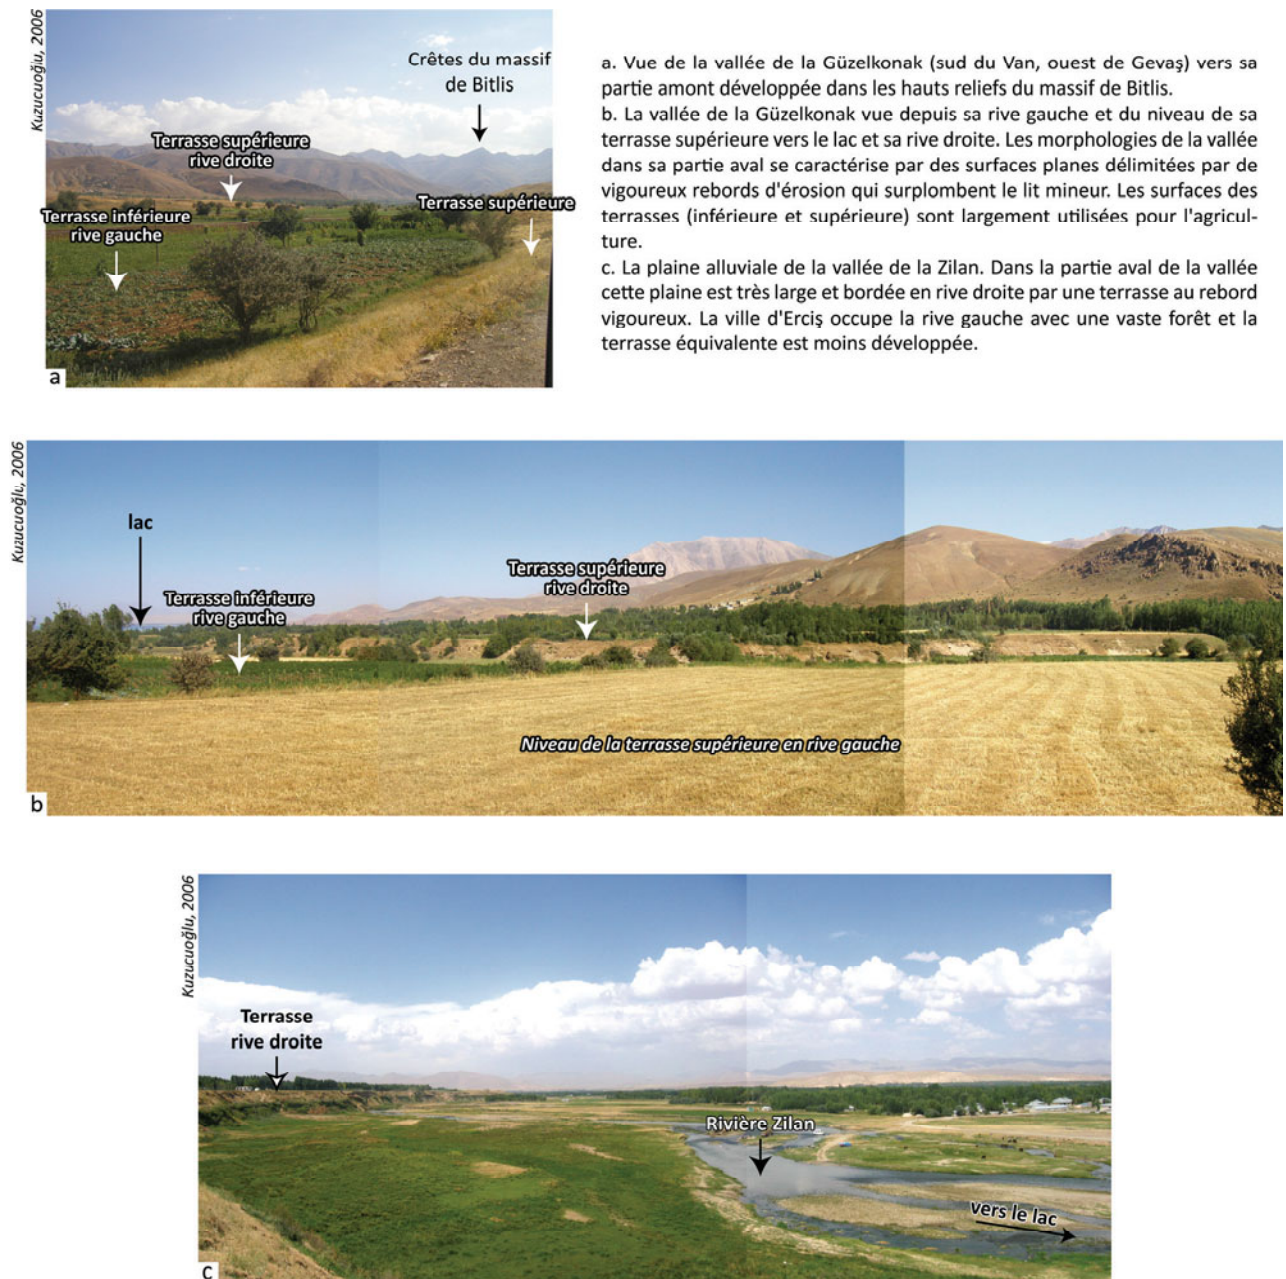 Kuzucuoğlu, 2006
Crêtes du massif
de Bitlis
Terrasse supérieure
rive droite
Terrasse supérieure
Terrasse inférieure
rive gauche
a
a. Vue de la vallée de la Güzelkonak (sud du Van, ouest de Gevaş) vers sa
partie amont développée dans les hauts reliefs du massif de Bitlis.
b. La vallée de la Güzelkonak vue depuis sa rive gauche et du niveau de sa
terrasse supérieure vers le lac et sa rive droite. Les morphologies de la vallée
dans sa partie aval se caractérise par des surfaces planes délimitées par de
vigoureux rebords d'érosion qui surplombent le lit mineur. Les surfaces des
terrasses (inférieure et supérieure) sont largement utilisées pour l'agricul-
ture.
c. La plaine alluviale de la vallée de la Zilan. Dans la partie aval de la vallée
cette plaine est très large et bordée en rive droite par une terrasse au rebord
vigoureux. La ville d'Erciş occupe la rive gauche avec une vaste forêt et la
terrasse équivalente est moins développée.
Kuzucuoğlu, 2006
lac
Terrasse inférieure
rive gauche
Terrasse supérieure
rive droite
Niveau de la terrasse supérieure en rive gauche
b
Kuzucuoğlu, 2006
Terrasse
rive droite
Rivière Zilan
vers le lac
c